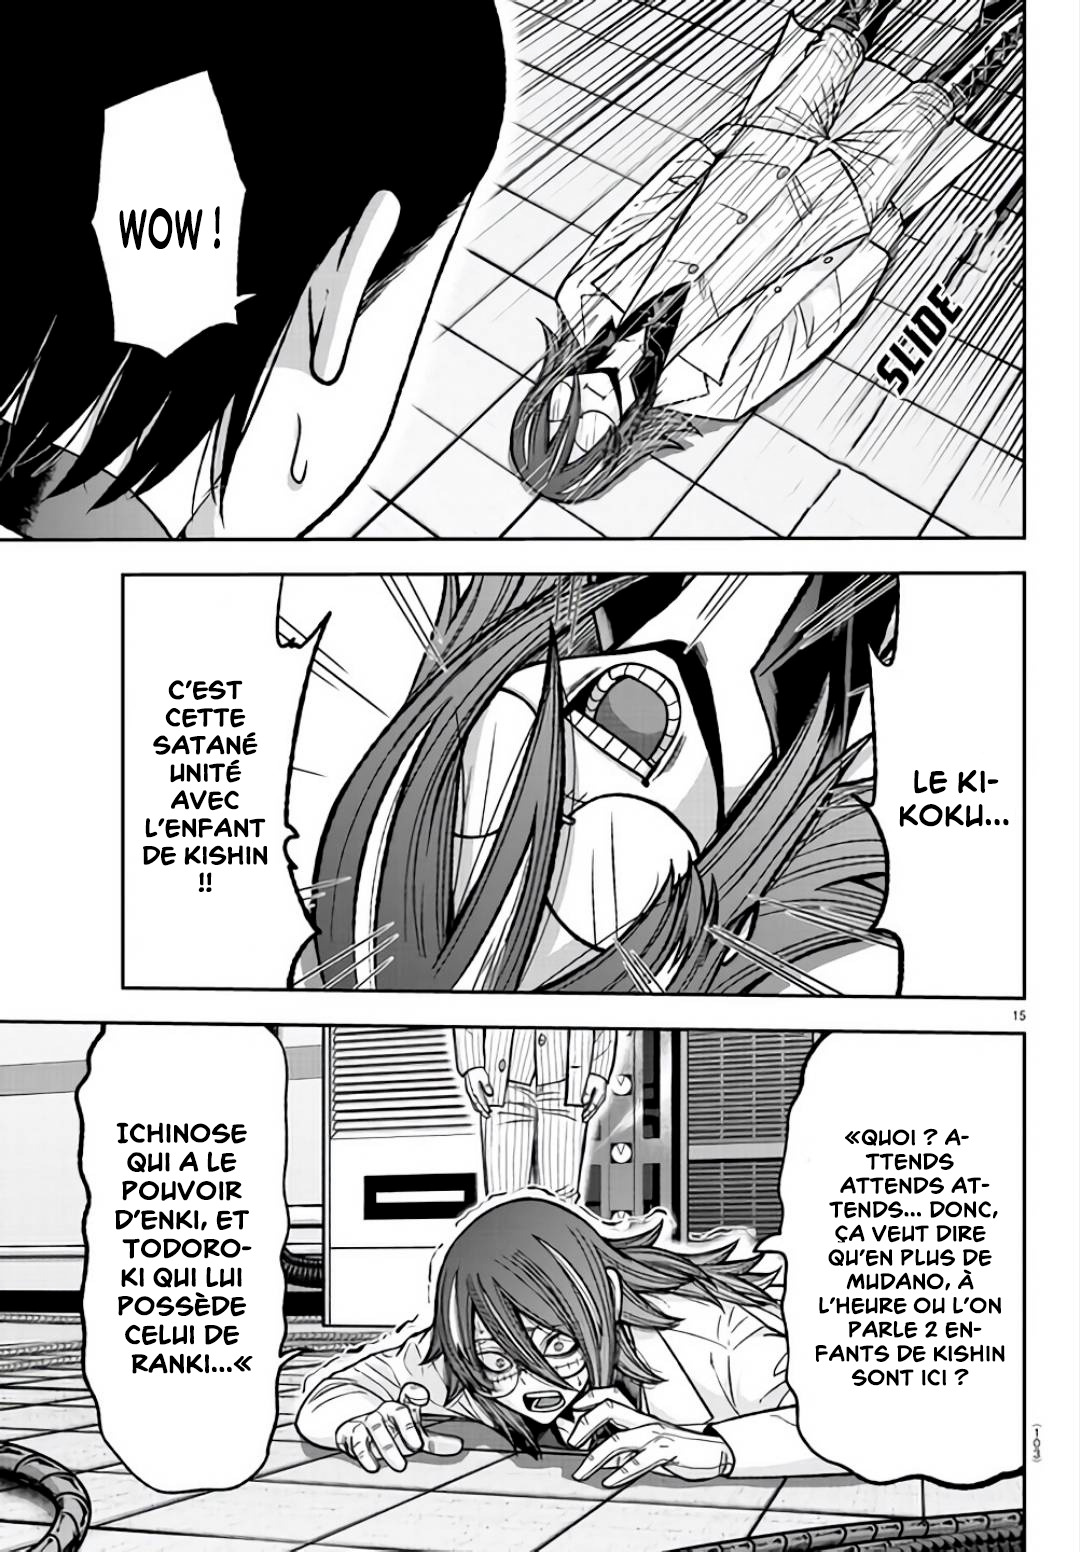 WOW !
SLIDE
LE KI-
KOKU...
C'EST
CETTE
SATANÉ
UNITÉ
AVEC
L'ENFANT
DE KISHIN
!!
15
«QUOI ? A-
TTENDS
ATTENDS AT-
TENDS... DONC,
ÇA VEUT DIRE
QU'EN PLUS DE
MUDANO, À
L'HEURE OU L'ON
PARLE 2 EN-
FANTS DE KISHIN
SONT ICI ?
ICHINOSE
QUI A LE
POUVOIR
D'ENKI, ET
TODORO-
KI QUI LUI
POSSÈDE
CELUI DE
RANKI...«
(103)